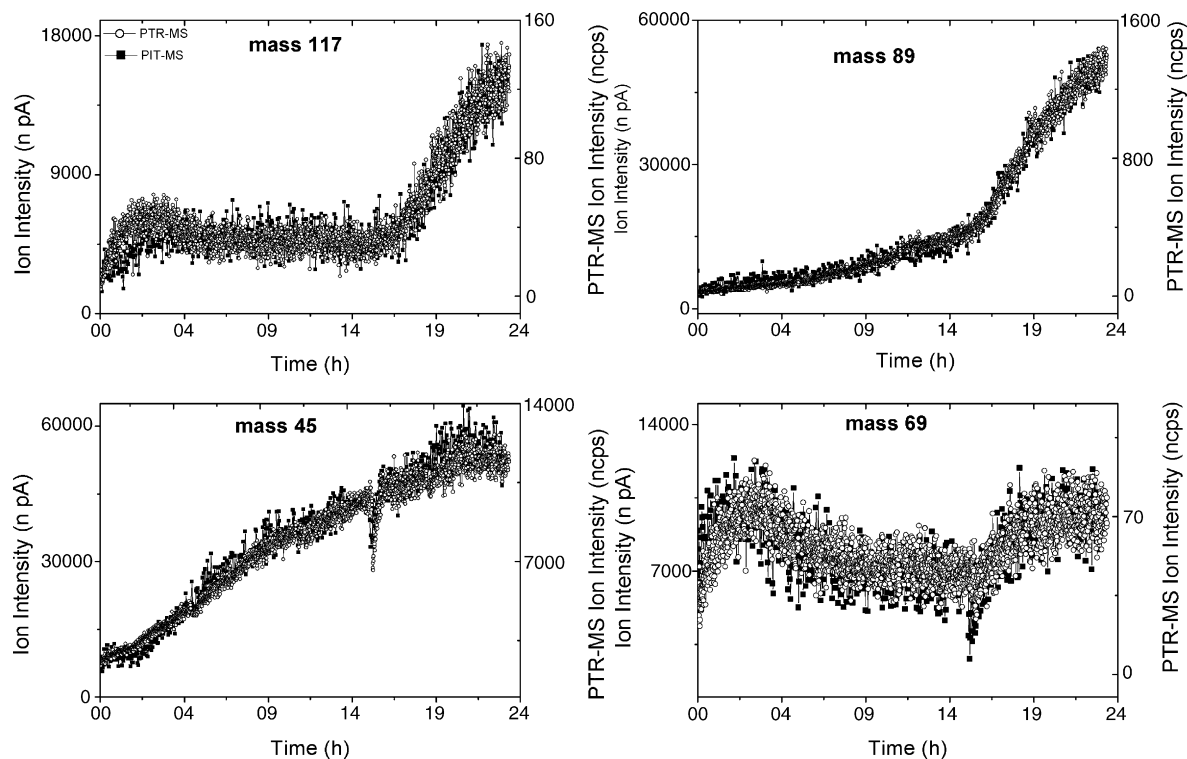 mass 117
PTR-MS
PIT-MS
18000
9000
0
160
80
0
00 04 09 14 19 24
Time (h)
Ion Intensity (n pA)
PTR-MS Ion Intensity (ncps)
mass 89
60000
30000
0
1600
800
0
00 04 09 14 19 24
Time (h)
Ion Intensity (n pA)
PTR-MS Ion Intensity (ncps)
mass 45
60000
30000
0
14000
7000
00 04 09 14 19 24
Time (h)
Ion Intensity (n pA)
PTR-MS Ion Intensity (ncps)
mass 69
14000
7000
70
0
00 04 09 14 19 24
Time (h)
Ion Intensity (n pA)
PTR-MS Ion Intensity (ncps)